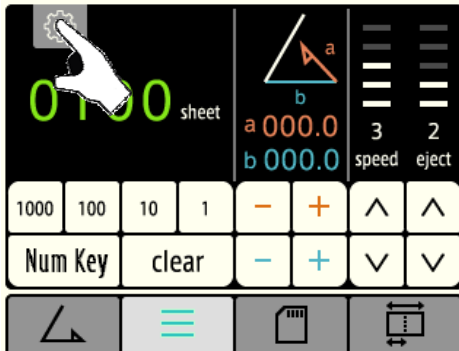 0100 sheet
a
b
a 000.0
b 000.0
3 2
speed eject
1000 100 10 1 - +
Num Key clear - +